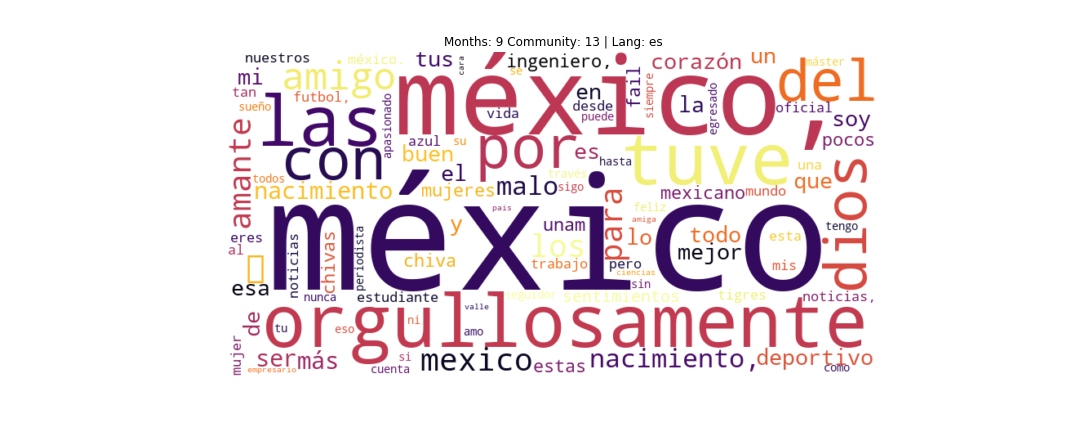 Months: 9 Community: 13 | Lang: es
nuestros méxico. tus cara ingeniero, corazón un máster
mi amigo méxico, se fail siempre del
tan sueño futbol, las apasionado vida en desde puede la egresado oficial soy
amante con azul su por es hasta tuve una pocos
todos nacimiento buen el mujeres malo través sigo mexicano mundo que dios
méxico país y unam los para feliz amiga lo todo esta tengo
eres al noticias chivas periodista chiva trabajo pero ciencias mejor mis
esa nunca estudiante seguidor sentimientos sin tigres noticias,
de tu eso orgullosamente ni amo valle
mujer ser más empresario si cuenta mexico estas nacimiento, deportivo como